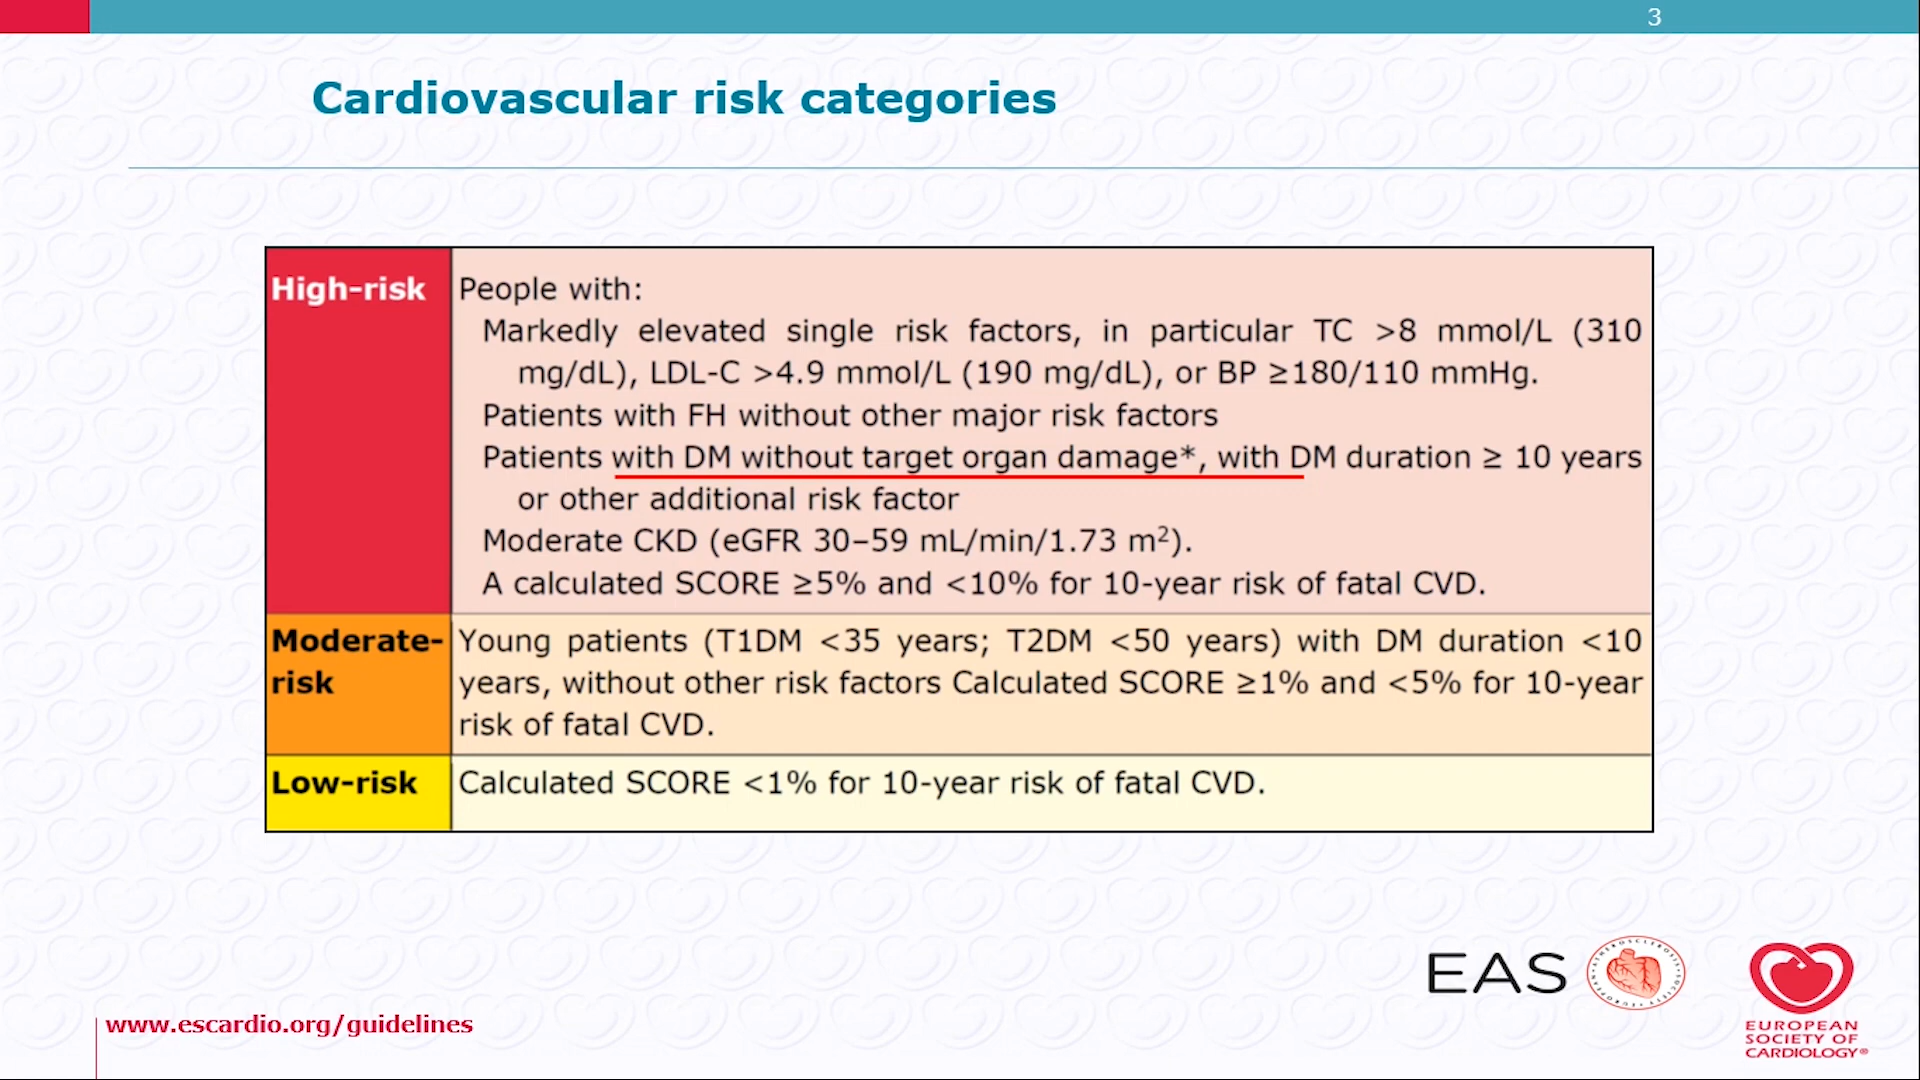 3
Cardiovascular risk categories
High-risk
People with:
Markedly elevated single risk factors, in particular TC >8 mmol/L (310
mg/dL), LDL-C >4.9 mmol/L (190 mg/dL), or BP ≥180/110 mmHg.
Patients with FH without other major risk factors
Patients with DM without target organ damage*, with DM duration ≥ 10 years
or other additional risk factor
Moderate CKD (eGFR 30–59 mL/min/1.73 m²).
A calculated SCORE ≥5% and <10% for 10-year risk of fatal CVD.
Moderate-
risk
Young patients (T1DM <35 years; T2DM <50 years) with DM duration <10
years, without other risk factors Calculated SCORE ≥1% and <5% for 10-year
risk of fatal CVD.
Low-risk
Calculated SCORE <1% for 10-year risk of fatal CVD.
www.escardio.org/guidelines
EAS
EUROPEAN
SOCIETY OF
CARDIOLOGY®